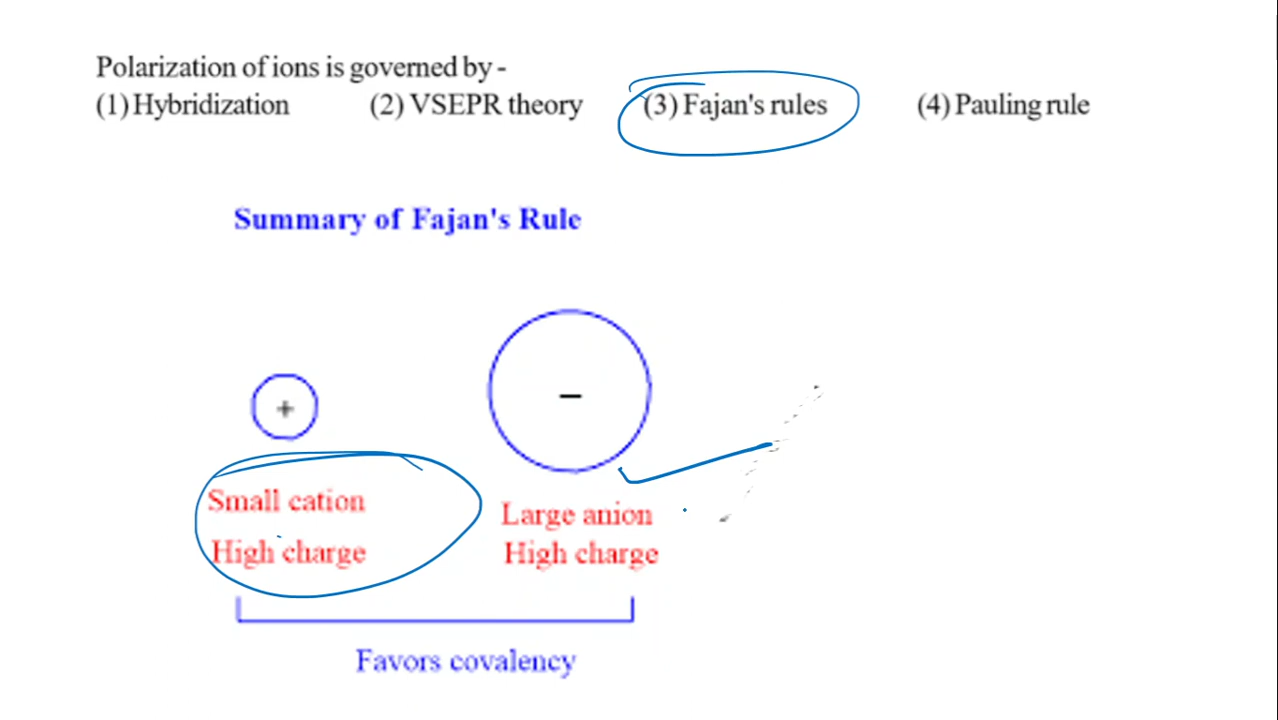 Polarization of ions is governed by -
(1) Hybridization (2) VSEPR theory (3) Fajan's rules (4) Pauling rule
Summary of Fajan's Rule
+ −
Small cation Large anion
High charge High charge
Favors covalency